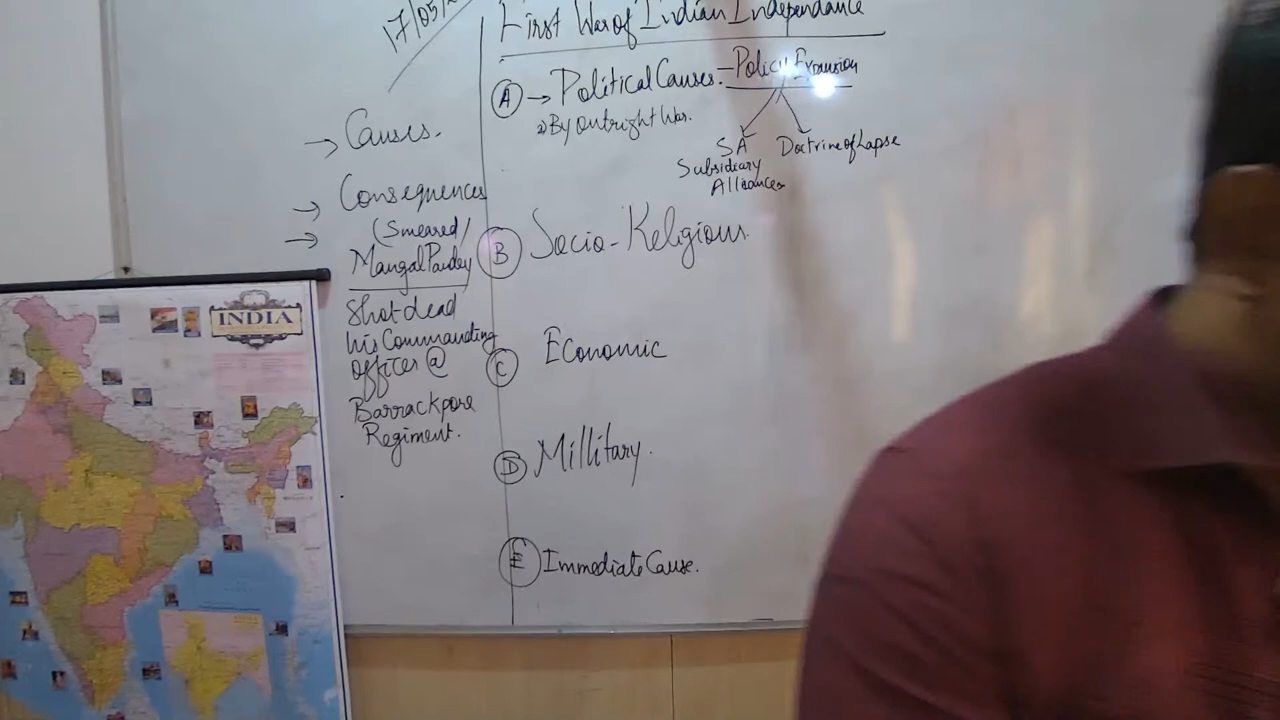 17/05/
First War of Indian Independance
A → Political Causes. – Policy Expansion
a) By Outright War.
SA
Subsidiary
Alliances
Doctrine of Lapse
→ Causes.
→ Consequences
→ (Smeared)
Mangal Pandey
Shot dead
his Commanding
officer @
Barrackpore
Regiment.
B Socio-Religious
C Economic
D Millitary.
E Immediate Cause.
INDIA